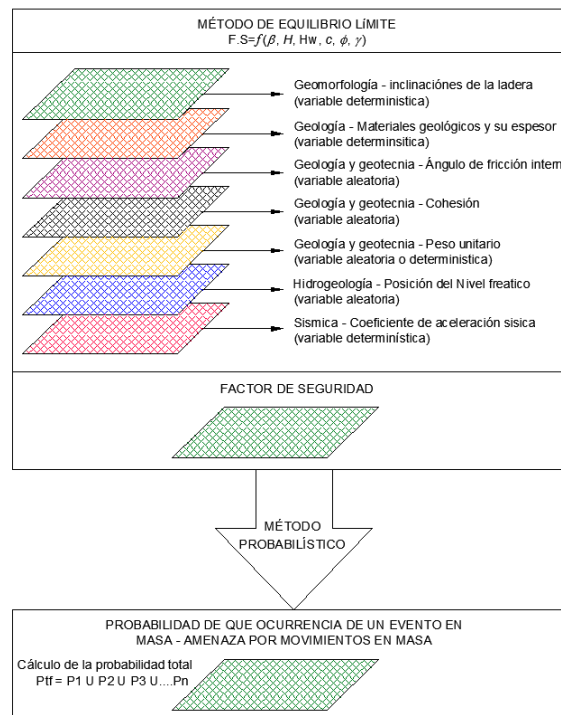 MÉTODO DE EQUILIBRIO LíMITE
F.S=f(β, H, Hw, c, ϕ, γ)
Geomorfología - inclinaciónes de la ladera
(variable deterministica)
Geología - Materiales geológicos y su espesor
(variable determinsitica)
Geología y geotecnia - Ángulo de fricción intern
(variable aleatoria)
Geología y geotecnia - Cohesión
(variable aleatoria)
Geología y geotecnia - Peso unitario
(variable aleatoria o deterministica)
Hidrogeología - Posición del Nivel freatico
(variable aleatoria)
Sismica - Coeficiente de aceleración sisica
(variable determinística)
FACTOR DE SEGURIDAD
MÉTODO
PROBABILÍSTICO
PROBABILIDAD DE QUE OCURRENCIA DE UN EVENTO EN
MASA - AMENAZA POR MOVIMIENTOS EN MASA
Cálculo de la probabilidad total
Ptf = P1 U P2 U P3 U....Pn